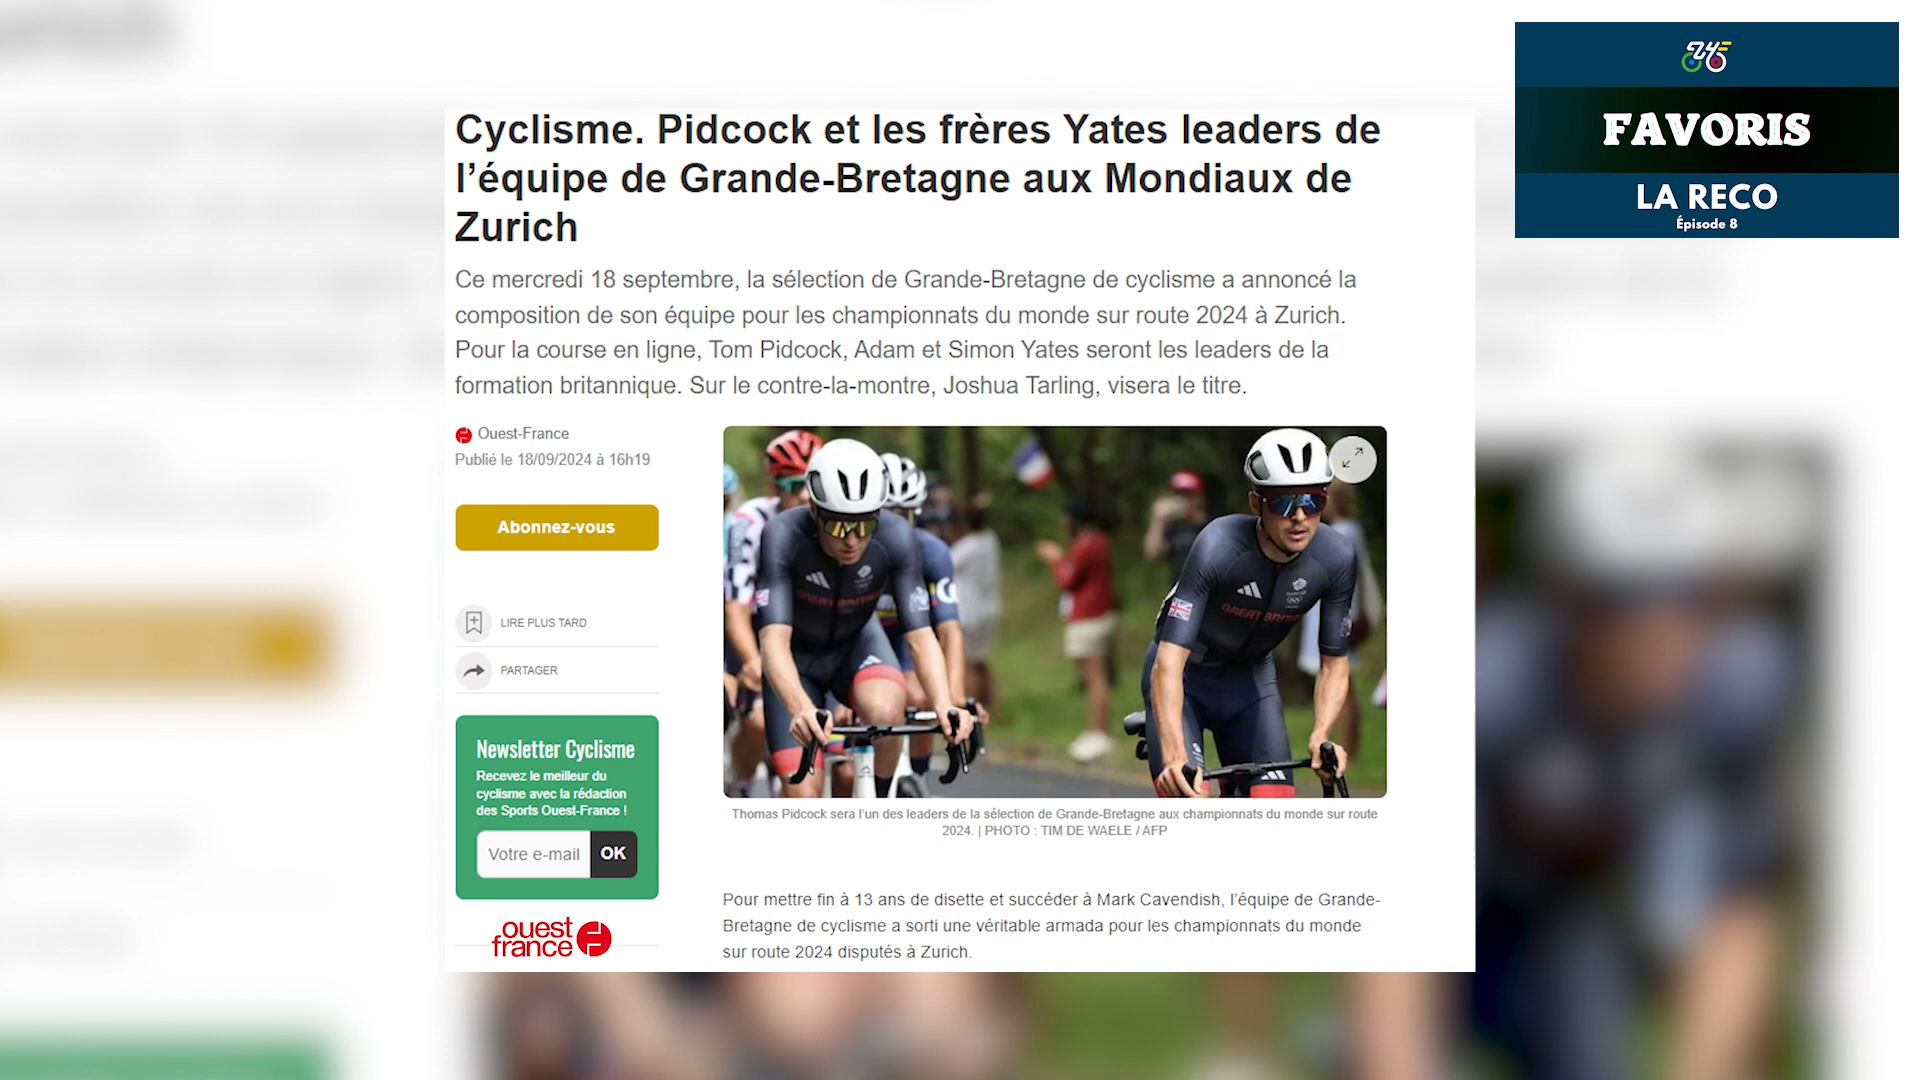 FAVORIS
LA RECO
Épisode 8
Cyclisme. Pidcock et les frères Yates leaders de
l’équipe de Grande-Bretagne aux Mondiaux de
Zurich
Ce mercredi 18 septembre, la sélection de Grande-Bretagne de cyclisme a annoncé la
composition de son équipe pour les championnats du monde sur route 2024 à Zurich.
Pour la course en ligne, Tom Pidcock, Adam et Simon Yates seront les leaders de la
formation britannique. Sur le contre-la-montre, Joshua Tarling, visera le titre.
Ouest-France
Publié le 18/09/2024 à 16h19
Abonnez-vous
LIRE PLUS TARD
PARTAGER
Newsletter Cyclisme
Recevez le meilleur du
cyclisme avec la rédaction
des Sports Ouest-France !
Votre e-mail
OK
ouest
france
GREAT BRITAIN
GREAT BRITAIN
Thomas Pidcock sera l’un des leaders de la sélection de Grande-Bretagne aux championnats du monde sur route
2024. | PHOTO : TIM DE WAELE / AFP
Pour mettre fin à 13 ans de disette et succéder à Mark Cavendish, l’équipe de Grande-
Bretagne de cyclisme a sorti une véritable armada pour les championnats du monde
sur route 2024 disputés à Zurich.